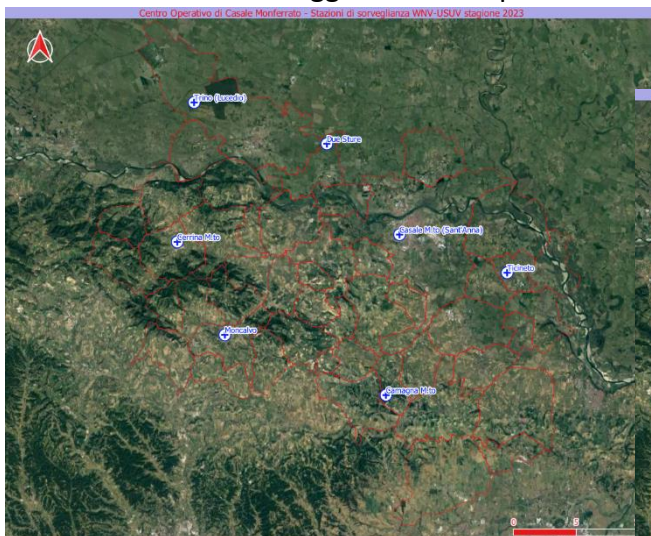 Centro Operativo di Casale Monferrato - Stazioni di sorveglianza WNV-USUV stagione 2023
Trino (Lucedio)
Due Sture
Casale M.to (Sant'Anna)
Cerrina M.to
Ticineto
Moncalvo
Camagna M.to
0 5